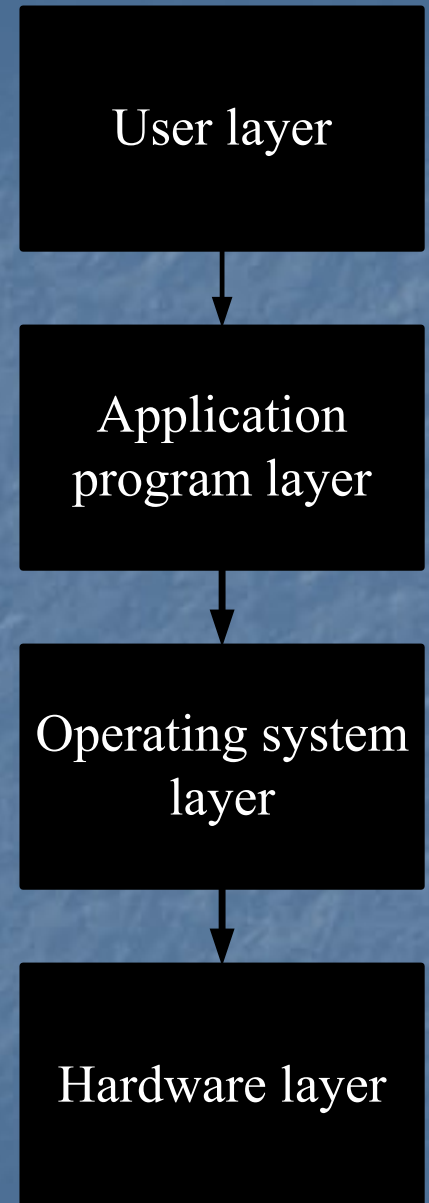 User layer
Application
program layer
Operating system
layer
Hardware layer